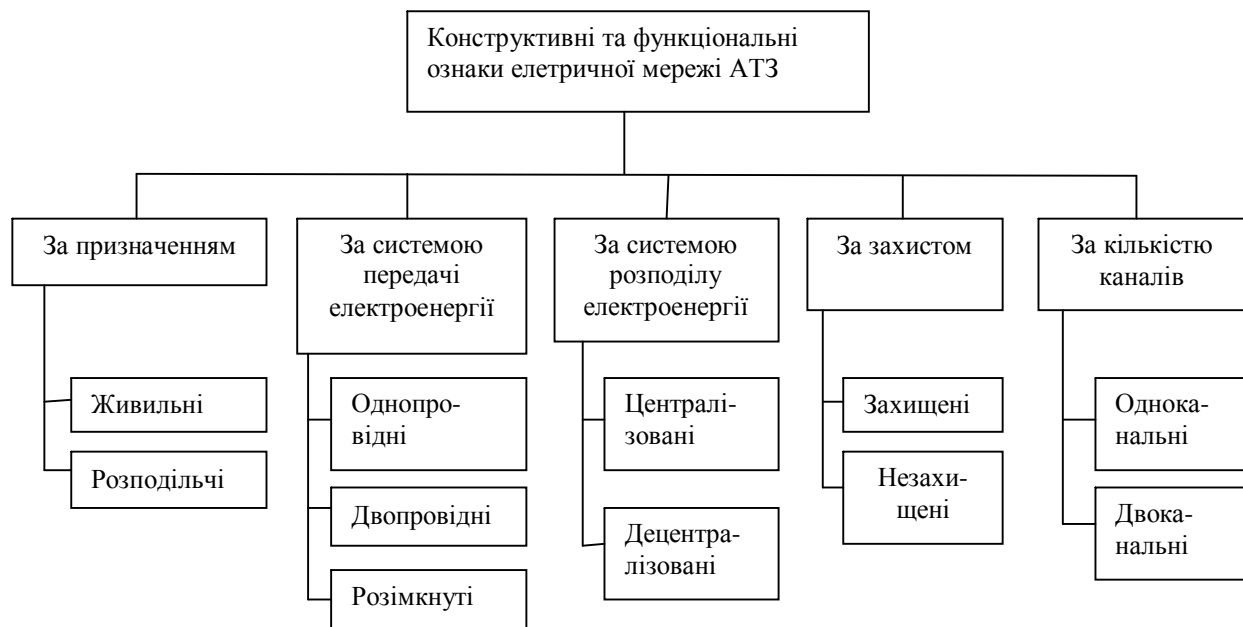 Конструктивні та функціональні
ознаки елетричної мережі АТЗ
За призначенням
За системою
передачі
електроенергії
За системою
розподілу
електроенергії
За захистом
За кількістю
каналів
Живильні
Розподільчі
Однопро-
відні
Двопровідні
Розімкнуті
Централі-
зовані
Децентра-
лізовані
Захищені
Незахи-
щені
Однока-
нальні
Двока-
нальні